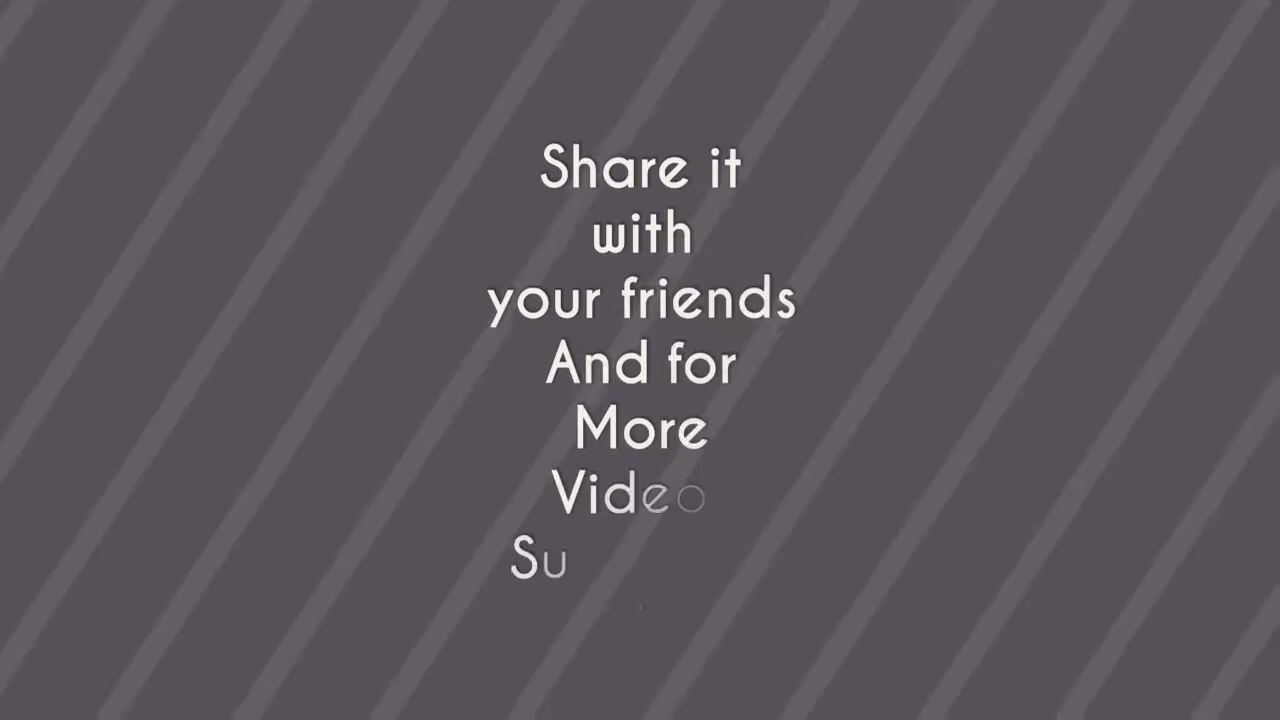 Share it
with
your friends
And for
More
Video
Su